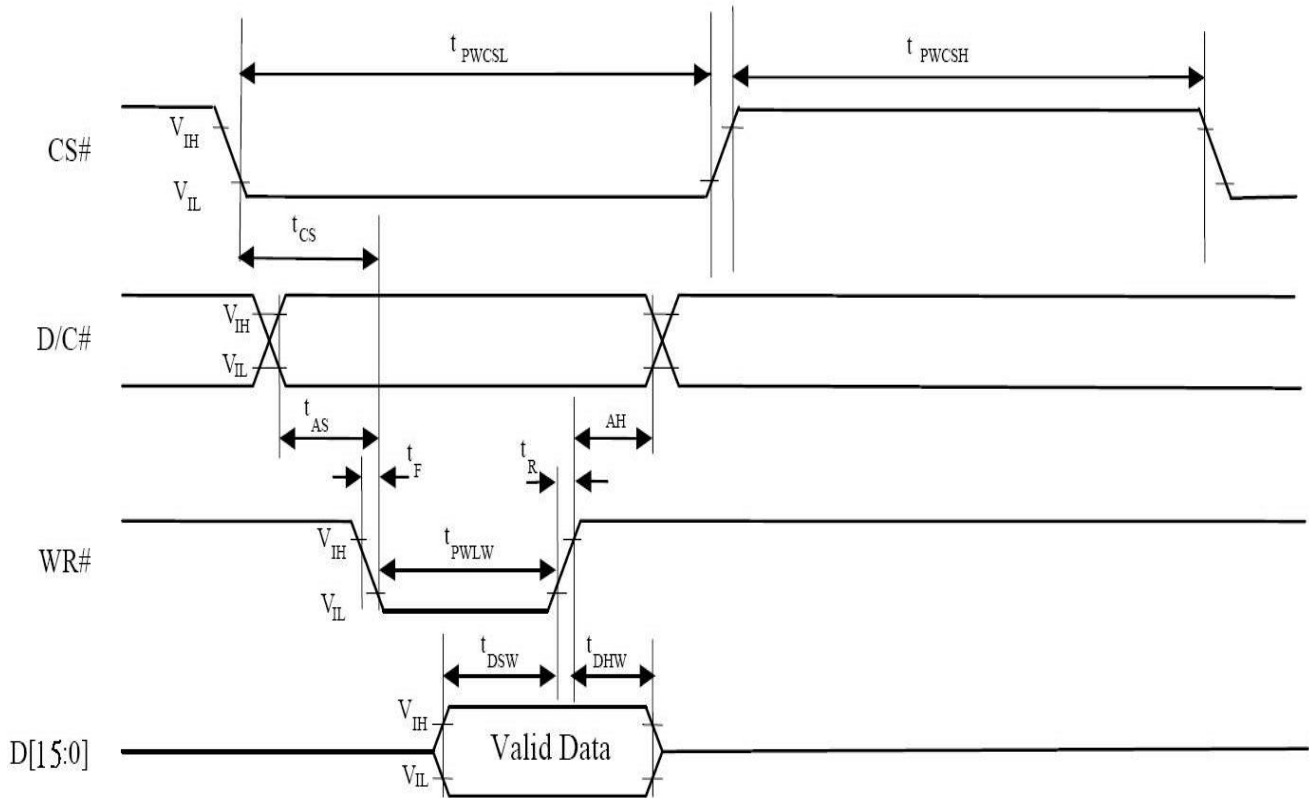 t PWCSL
t PWCSH
CS#
V IH
V IL
t CS
D/C#
V IH
V IL
t AS
t F
t R
AH
WR#
V IH
V IL
t PWLW
t DSW
t DHW
D[15:0]
V IH
V IL
Valid Data